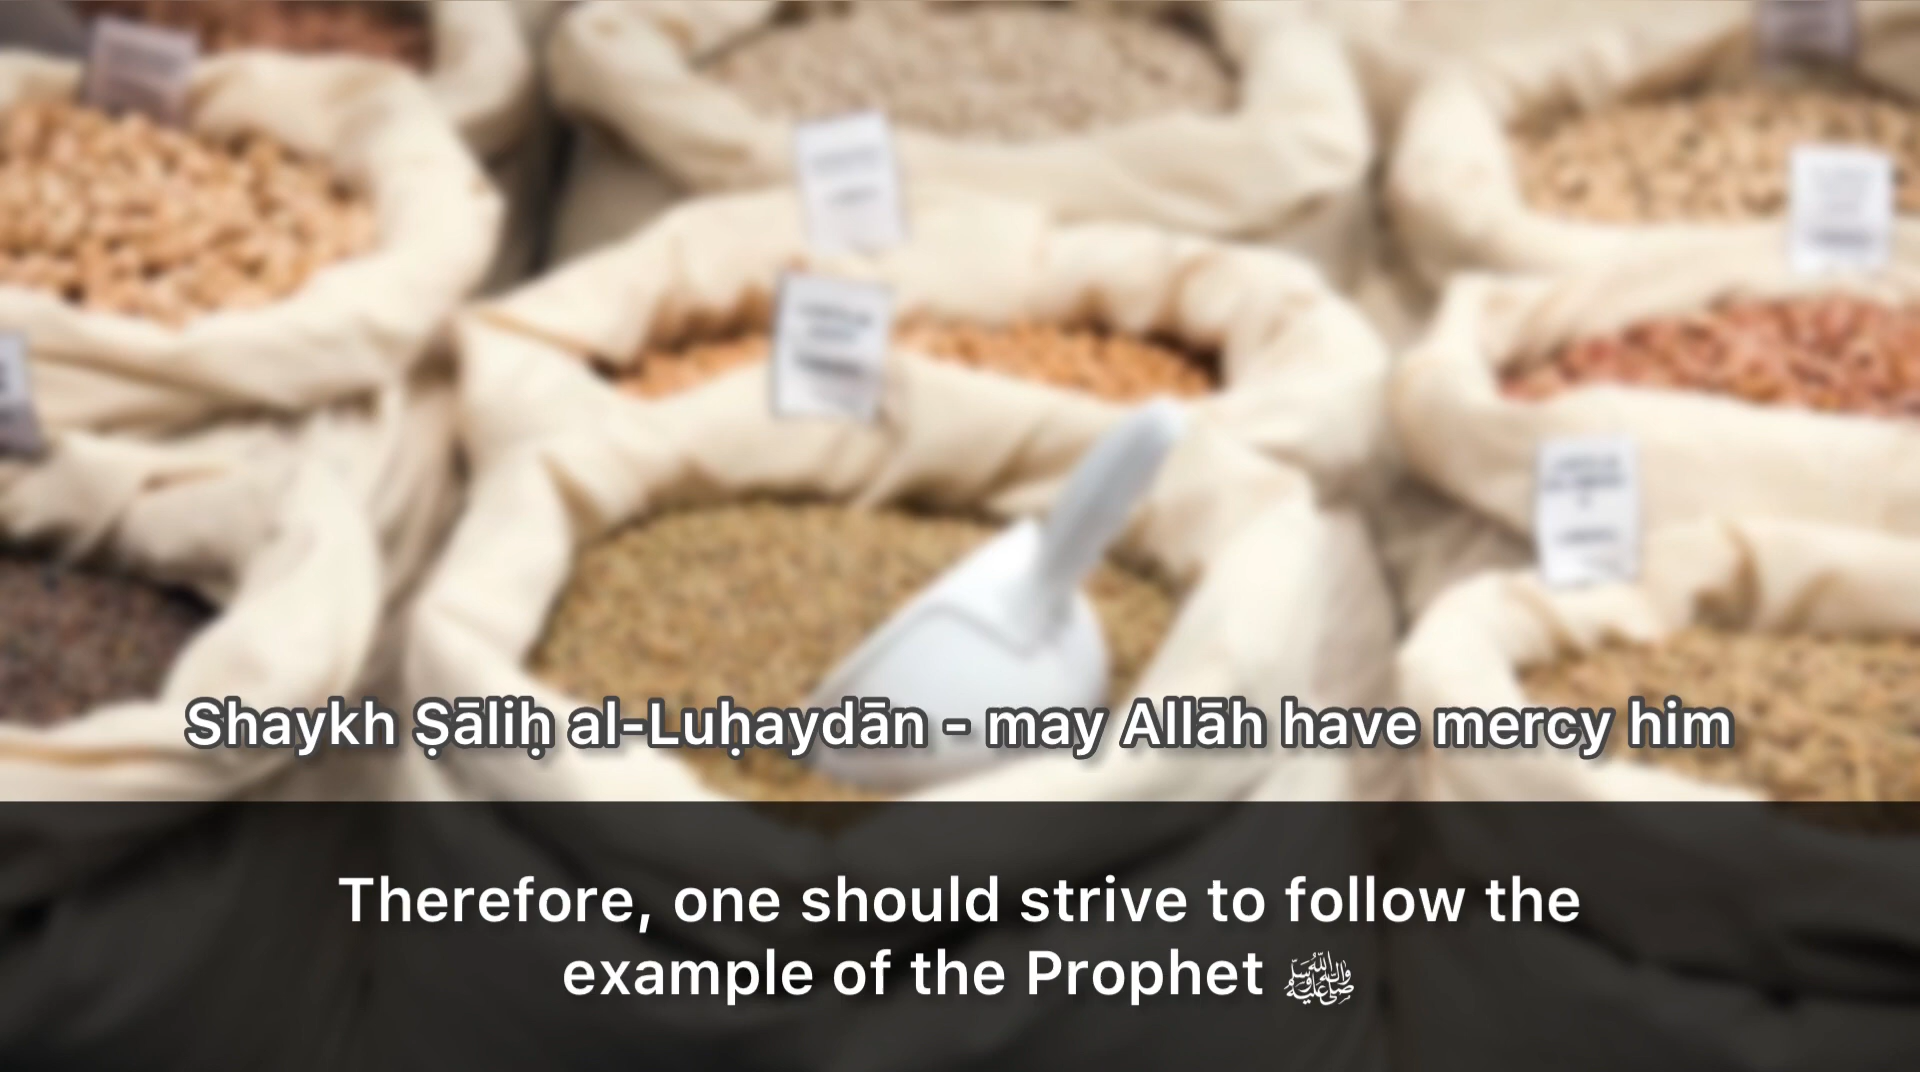 Shaykh Ṣāliḥ al-Luḥaydān - may Allāh have mercy him
Therefore, one should strive to follow the
example of the Prophet ﷺ